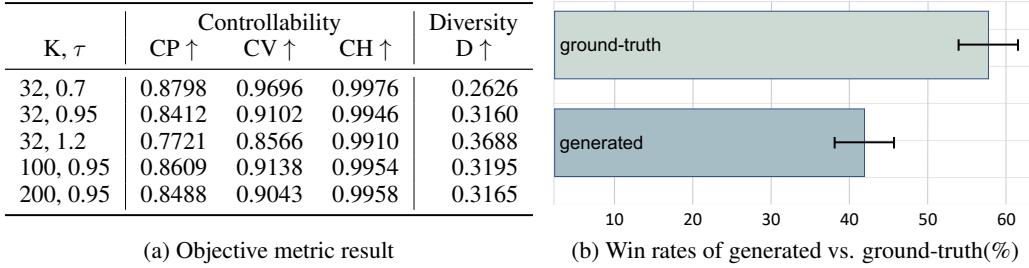 Controllability Diversity
K, τ CP ↑ CV ↑ CH ↑ D ↑
32, 0.7 0.8798 0.9696 0.9976 0.2626
32, 0.95 0.8412 0.9102 0.9946 0.3160
32, 1.2 0.7721 0.8566 0.9910 0.3688
100, 0.95 0.8609 0.9138 0.9954 0.3195
200, 0.95 0.8488 0.9043 0.9958 0.3165
(a) Objective metric result
ground-truth
generated
10 20 30 40 50 60
(b) Win rates of generated vs. ground-truth(%)